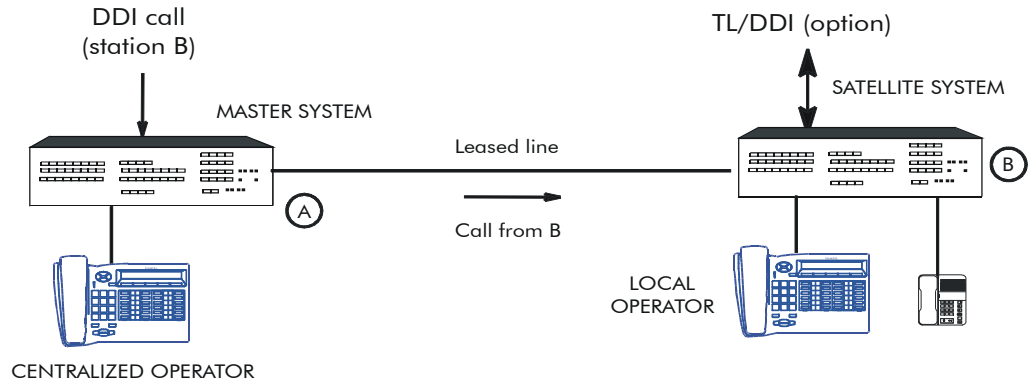 DDI call
(station B)
TL/DDI (option)
MASTER SYSTEM
SATELLITE SYSTEM
Leased line
A
B
Call from B
LOCAL
OPERATOR
CENTRALIZED OPERATOR